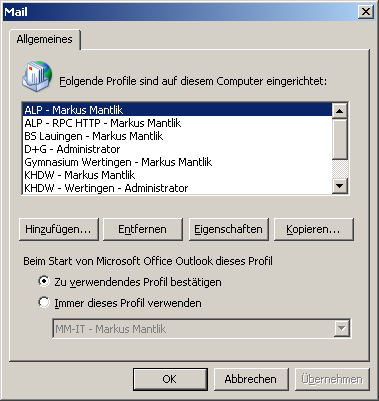 Mail
Allgemeines
Folgende Profile sind auf diesem Computer eingerichtet:
ALP - Markus Mantlik
ALP - RPC HTTP - Markus Mantlik
BS Lauingen - Markus Mantlik
D+G - Administrator
Gymnasium Wertingen - Markus Mantlik
KHDW - Markus Mantlik
KHDW - Wertingen - Administrator
Hinzufügen... Entfernen Eigenschaften Kopieren...
Beim Start von Microsoft Office Outlook dieses Profil
Zu verwendendes Profil bestätigen
Immer dieses Profil verwenden
MM-IT - Markus Mantlik
OK Abbrechen Übernehmen